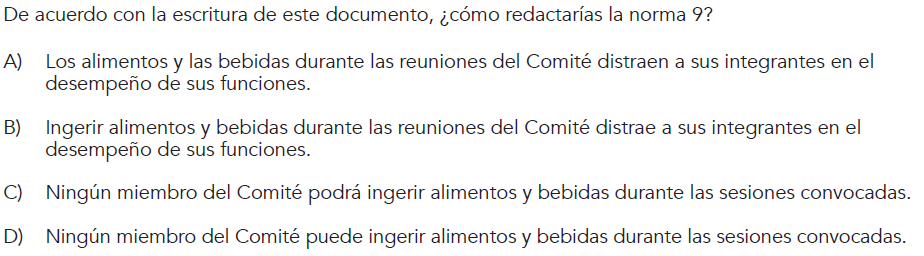 De acuerdo con la escritura de este documento, ¿cómo redactarías la norma 9?
A) Los alimentos y las bebidas durante las reuniones del Comité distraen a sus integrantes en el
desempeño de sus funciones.
B) Ingerir alimentos y bebidas durante las reuniones del Comité distrae a sus integrantes en el
desempeño de sus funciones.
C) Ningún miembro del Comité podrá ingerir alimentos y bebidas durante las sesiones convocadas.
D) Ningún miembro del Comité puede ingerir alimentos y bebidas durante las sesiones convocadas.